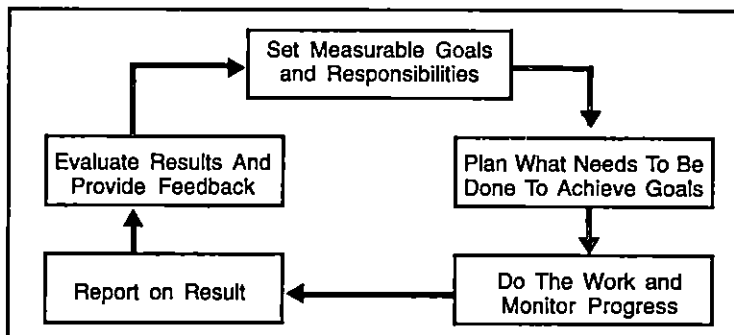 Set Measurable Goals
and Responsibilities
Evaluate Results And
Provide Feedback
Plan What Needs To Be
Done To Achieve Goals
Report on Result
Do The Work and
Monitor Progress